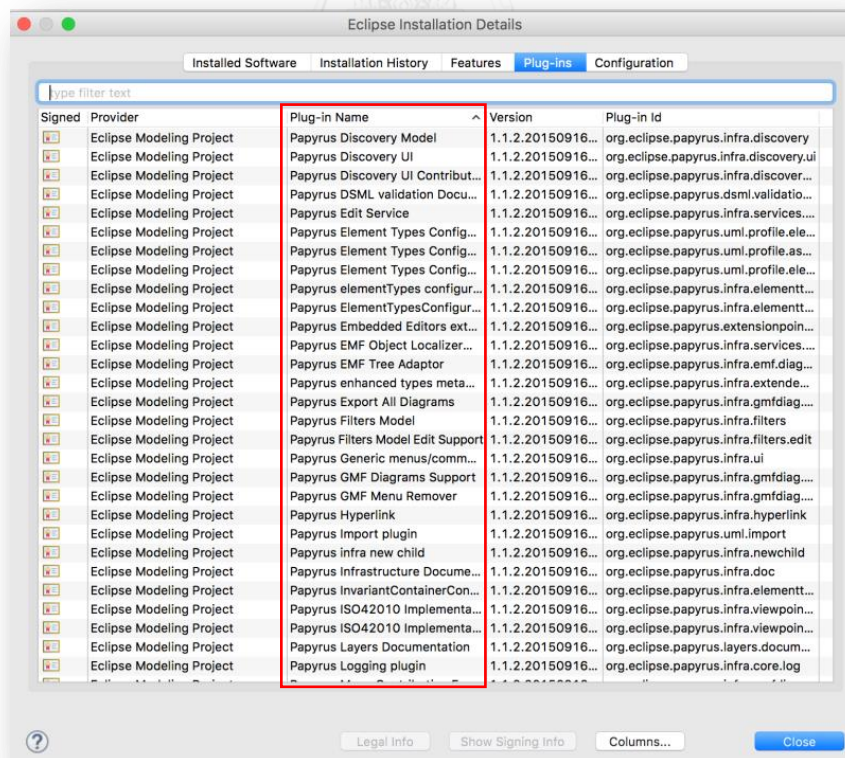 Eclipse Installation Details
Installed Software Installation History Features Plug-ins Configuration
type filter text
Signed Provider Plug-in Name Version Plug-in Id
Eclipse Modeling Project Papyrus Discovery Model 1.1.2.20150916... org.eclipse.papyrus.infra.discovery
Eclipse Modeling Project Papyrus Discovery UI 1.1.2.20150916... org.eclipse.papyrus.infra.discovery.ui
Eclipse Modeling Project Papyrus Discovery UI Contribut... 1.1.2.20150916... org.eclipse.papyrus.infra.discover...
Eclipse Modeling Project Papyrus DSML validation Docu... 1.1.2.20150916... org.eclipse.papyrus.dsml.validatio...
Eclipse Modeling Project Papyrus Edit Service 1.1.2.20150916... org.eclipse.papyrus.infra.services....
Eclipse Modeling Project Papyrus Element Types Config... 1.1.2.20150916... org.eclipse.papyrus.uml.profile.ele...
Eclipse Modeling Project Papyrus Element Types Config... 1.1.2.20150916... org.eclipse.papyrus.uml.profile.as...
Eclipse Modeling Project Papyrus Element Types Config... 1.1.2.20150916... org.eclipse.papyrus.uml.profile.ele...
Eclipse Modeling Project Papyrus elementTypes configur... 1.1.2.20150916... org.eclipse.papyrus.infra.elementt...
Eclipse Modeling Project Papyrus ElementTypesConfigur... 1.1.2.20150916... org.eclipse.papyrus.infra.elementt...
Eclipse Modeling Project Papyrus Embedded Editors ext... 1.1.2.20150916... org.eclipse.papyrus.extensionpoin...
Eclipse Modeling Project Papyrus EMF Object Localizer... 1.1.2.20150916... org.eclipse.papyrus.infra.services....
Eclipse Modeling Project Papyrus EMF Tree Adaptor 1.1.2.20150916... org.eclipse.papyrus.infra.emf.diag...
Eclipse Modeling Project Papyrus enhanced types meta... 1.1.2.20150916... org.eclipse.papyrus.infra.extende...
Eclipse Modeling Project Papyrus Export All Diagrams 1.1.2.20150916... org.eclipse.papyrus.infra.gmfdiag....
Eclipse Modeling Project Papyrus Filters Model 1.1.2.20150916... org.eclipse.papyrus.infra.filters
Eclipse Modeling Project Papyrus Filters Model Edit Support 1.1.2.20150916... org.eclipse.papyrus.infra.filters.edit
Eclipse Modeling Project Papyrus Generic menus/comm... 1.1.2.20150916... org.eclipse.papyrus.infra.ui
Eclipse Modeling Project Papyrus GMF Diagrams Support 1.1.2.20150916... org.eclipse.papyrus.infra.gmfdiag....
Eclipse Modeling Project Papyrus GMF Menu Remover 1.1.2.20150916... org.eclipse.papyrus.infra.gmfdiag....
Eclipse Modeling Project Papyrus Hyperlink 1.1.2.20150916... org.eclipse.papyrus.infra.hyperlink
Eclipse Modeling Project Papyrus Import plugin 1.1.2.20150916... org.eclipse.papyrus.uml.import
Eclipse Modeling Project Papyrus infra new child 1.1.2.20150916... org.eclipse.papyrus.infra.newchild
Eclipse Modeling Project Papyrus Infrastructure Docume... 1.1.2.20150916... org.eclipse.papyrus.infra.doc
Eclipse Modeling Project Papyrus InvariantContainerCon... 1.1.2.20150916... org.eclipse.papyrus.infra.elementt...
Eclipse Modeling Project Papyrus ISO42010 Implementa... 1.1.2.20150916... org.eclipse.papyrus.infra.viewpoin...
Eclipse Modeling Project Papyrus ISO42010 Implementa... 1.1.2.20150916... org.eclipse.papyrus.infra.viewpoin...
Eclipse Modeling Project Papyrus Layers Documentation 1.1.2.20150916... org.eclipse.papyrus.layers.docum...
Eclipse Modeling Project Papyrus Logging plugin 1.1.2.20150916... org.eclipse.papyrus.infra.core.log
? Legal Info Show Signing Info Columns... Close